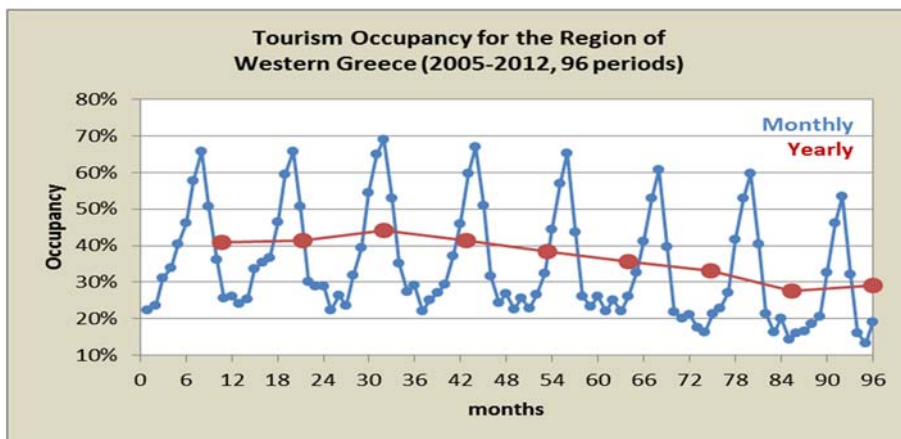 Tourism Occupancy for the Region of
Western Greece (2005-2012, 96 periods)
80%
70%
60%
50%
40%
30%
20%
10%
Occupancy
Monthly
Yearly
0 6 12 18 24 30 36 42 48 54 60 66 72 78 84 90 96
months